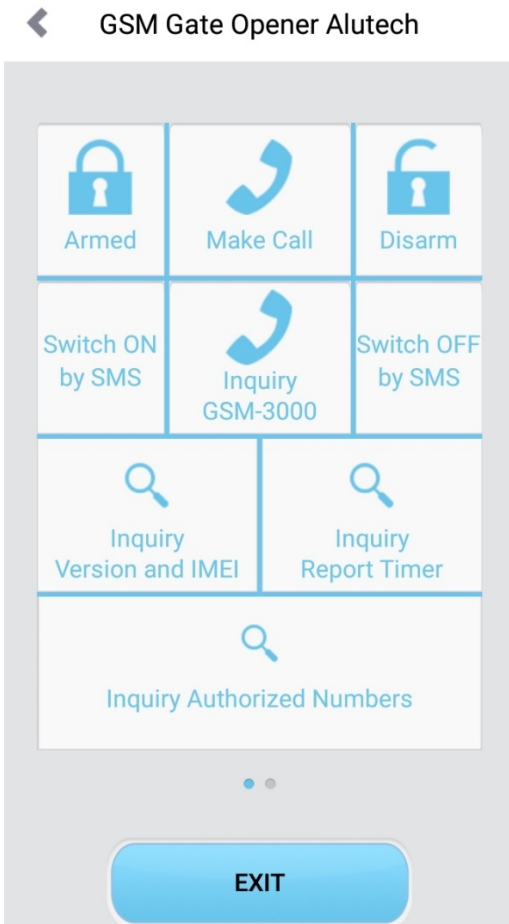 GSM Gate Opener Alutech
Armed
Make Call
Disarm
Switch ON
by SMS
Inquiry
GSM-3000
Switch OFF
by SMS
Inquiry
Version and IMEI
Inquiry
Report Timer
Inquiry Authorized Numbers
EXIT